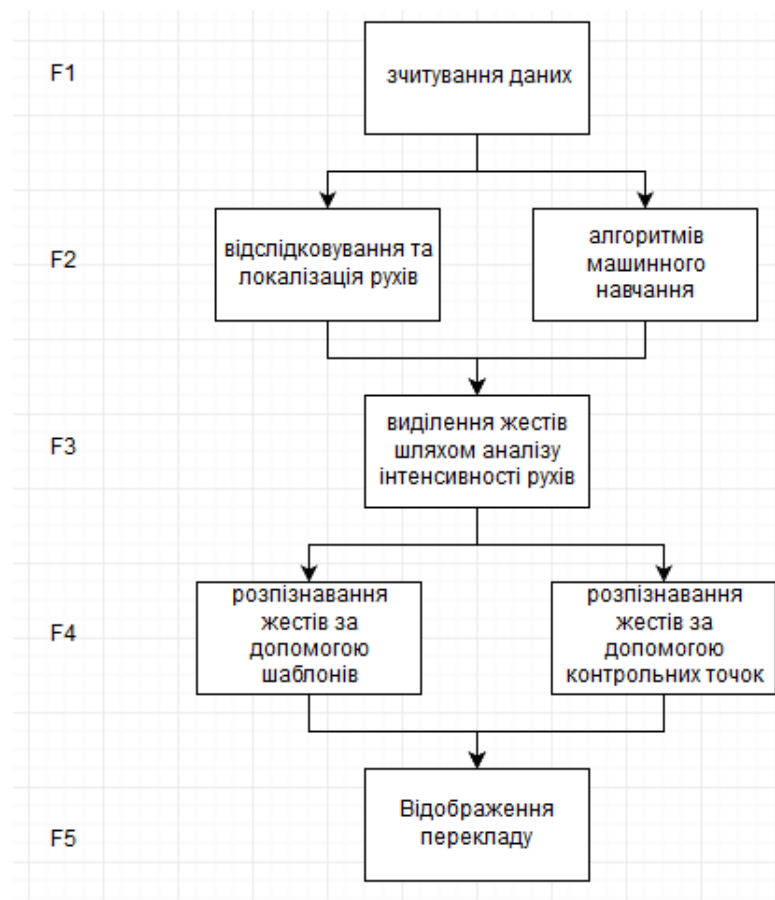 F1
зчитування даних
F2
відслідковування та
локалізація рухів
алгоритмів
машинного
навчання
F3
виділення жестів
шляхом аналізу
інтенсивності рухів
F4
розпізнавання
жестів за
допомогою
шаблонів
розпізнавання
жестів за
допомогою
контрольних точок
F5
Відображення
перекладу